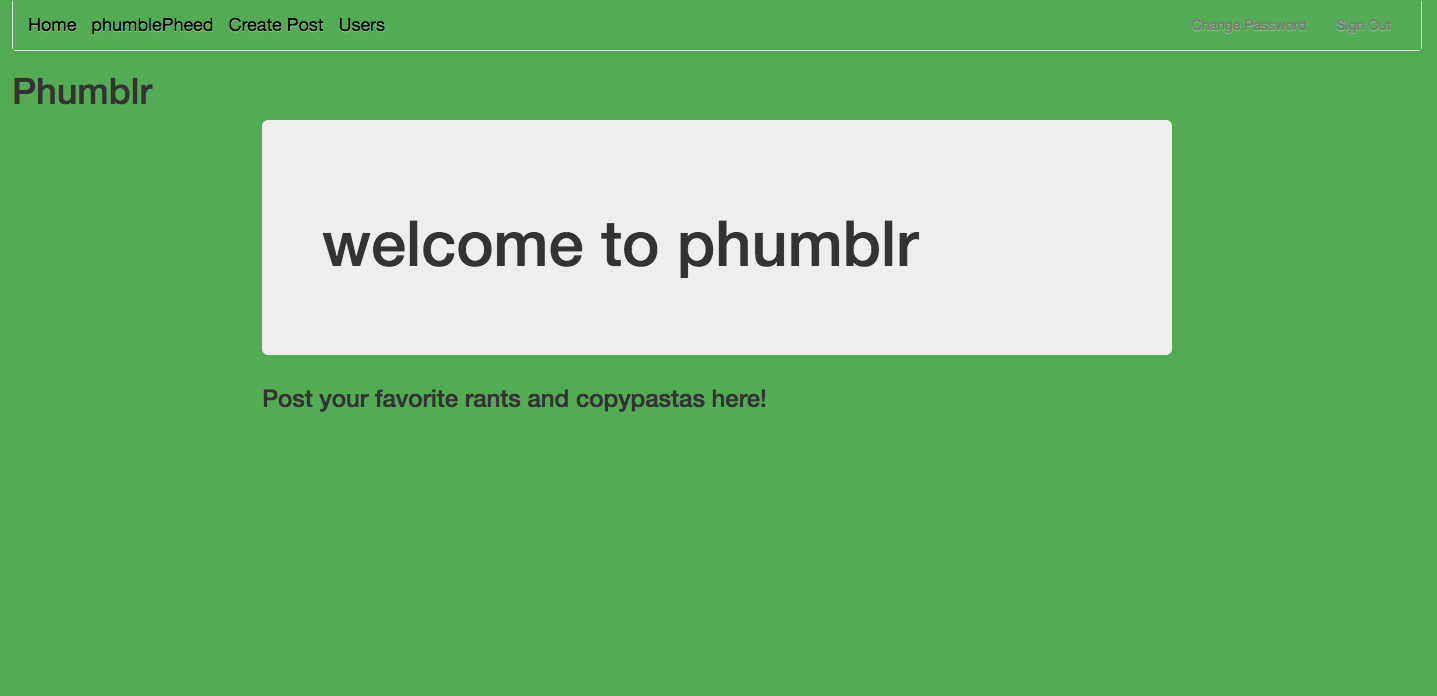 Home phumblePheed Create Post Users Change Password Sign Out
Phumblr
welcome to phumblr
Post your favorite rants and copypastas here!